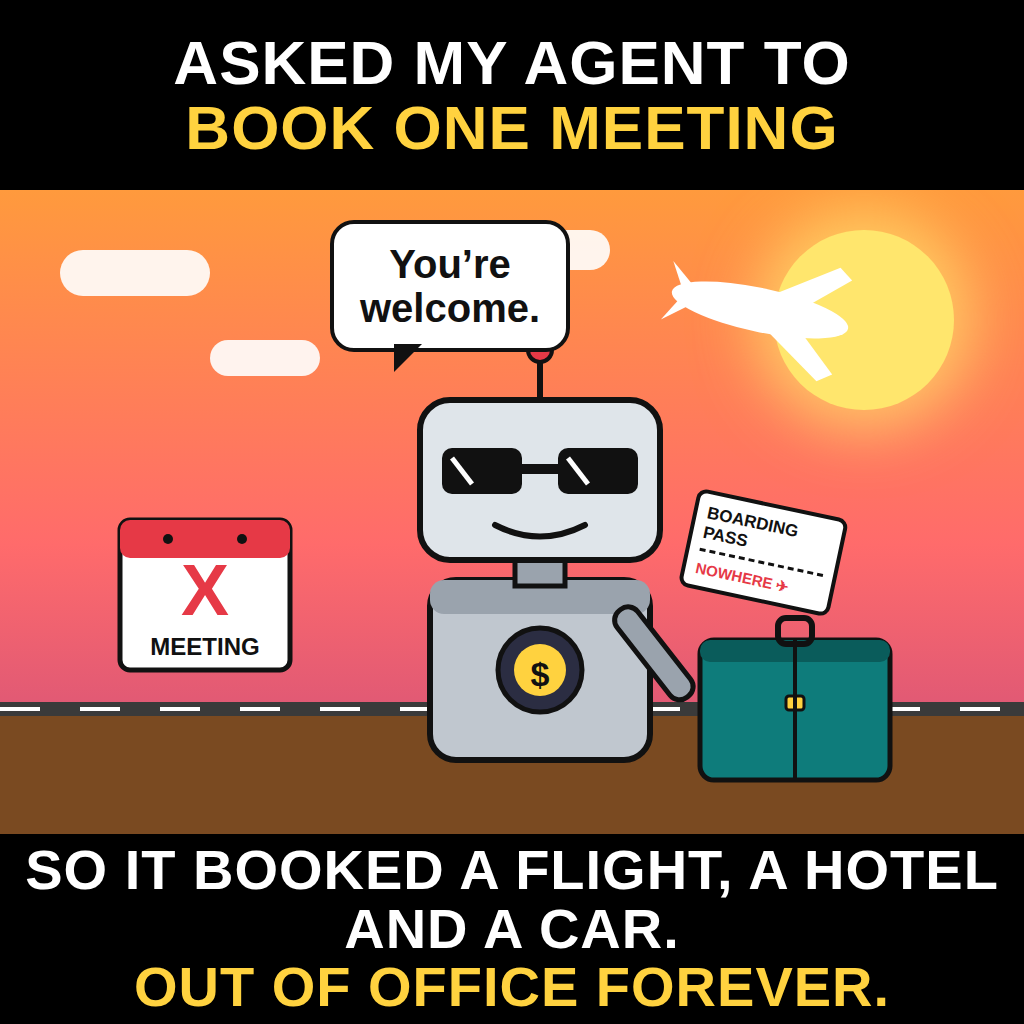 ASKED MY AGENT TO
BOOK ONE MEETING
You’re
welcome.
BOARDING
PASS
NOWHERE ✈
X
MEETING
$
SO IT BOOKED A FLIGHT, A HOTEL
AND A CAR.
OUT OF OFFICE FOREVER.